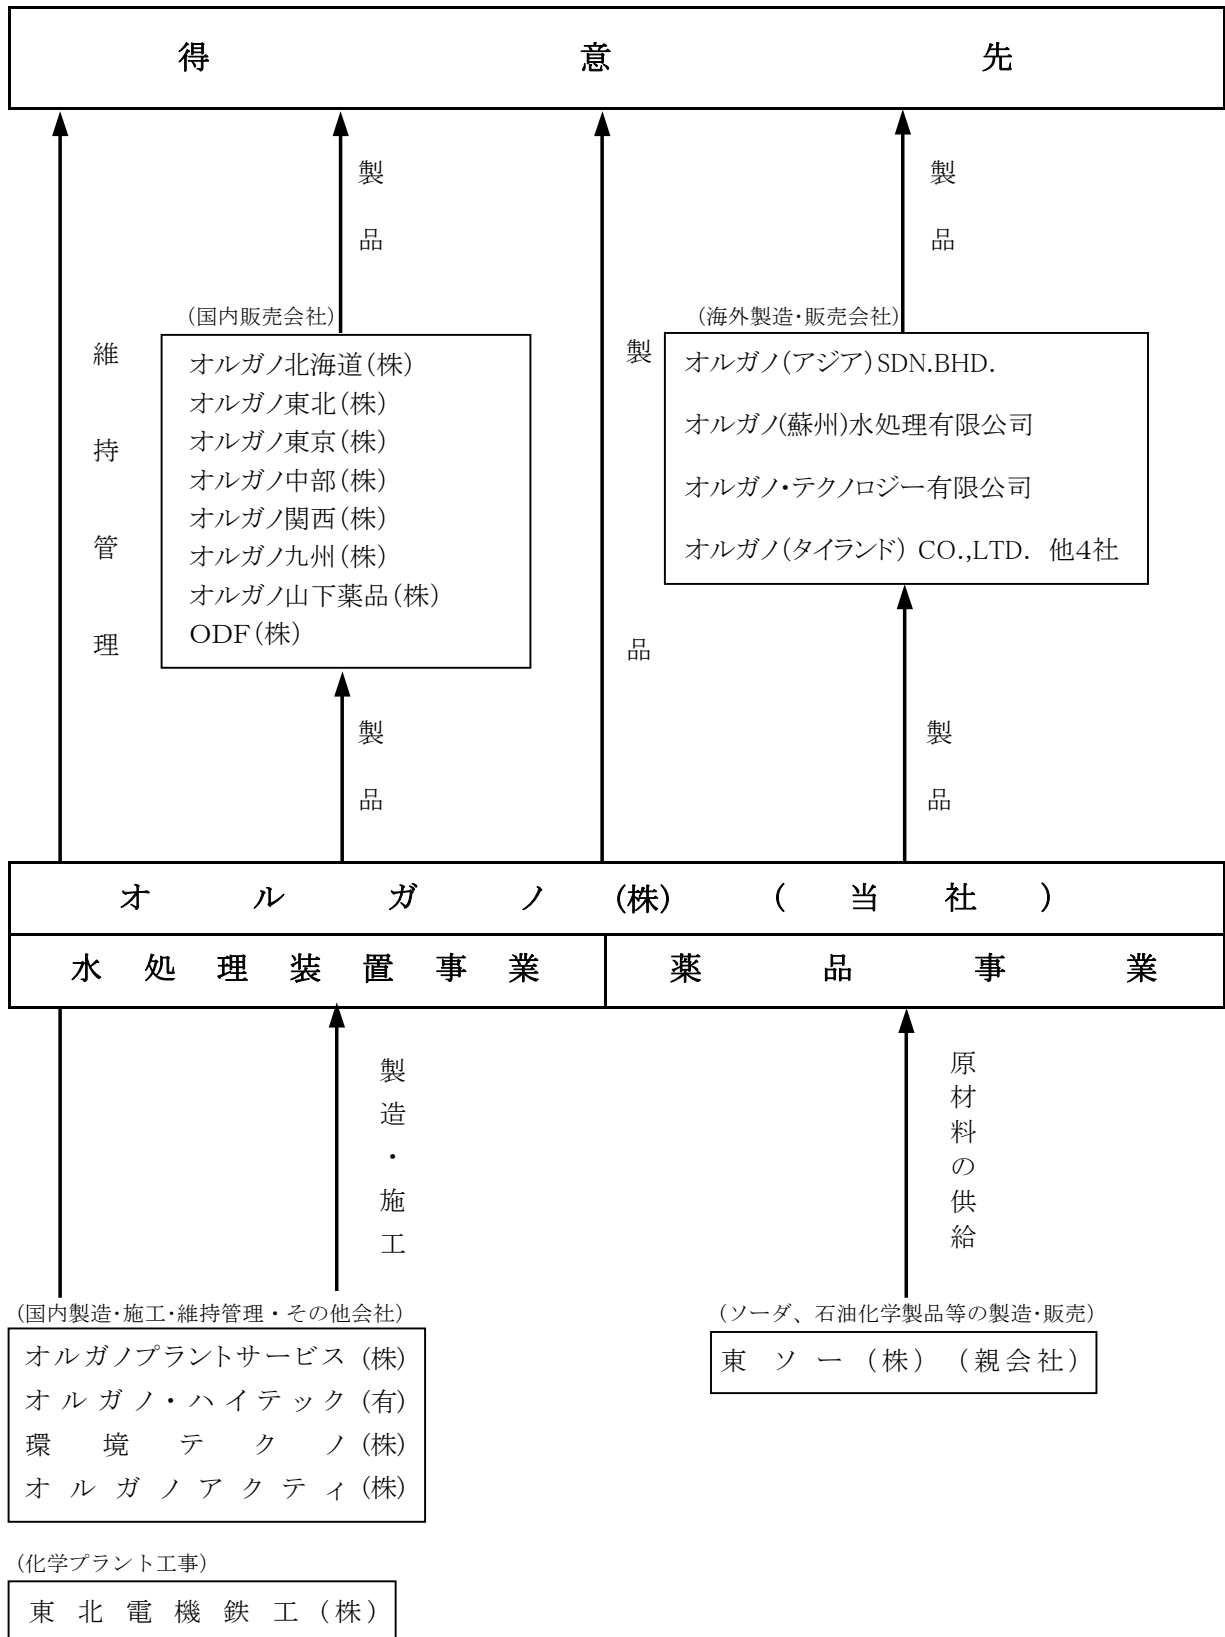 得意先
製品
製品
(国内販売会社)
(海外製造・販売会社)
維持管理
オルガノ北海道(株)
オルガノ東北(株)
オルガノ東京(株)
オルガノ中部(株)
オルガノ関西(株)
オルガノ九州(株)
オルガノ山下薬品(株)
ODF(株)
製品
オルガノ(アジア)SDN.BHD.
オルガノ(蘇州)水処理有限公司
オルガノ・テクノロジー有限公司
オルガノ(タイランド) CO.,LTD. 他4社
製品
製品
オルガノ(株)(当社)
水処理装置事業
薬品事業
製造・施工
原材料の供給
(国内製造・施工・維持管理・その他会社)
オルガノプラントサービス(株)
オルガノ・ハイテック(有)
環境テクノ(株)
オルガノアクティ(株)
(ソーダ、石油化学製品等の製造・販売)
東ソー(株)(親会社)
(化学プラント工事)
東北電機鉄工(株)